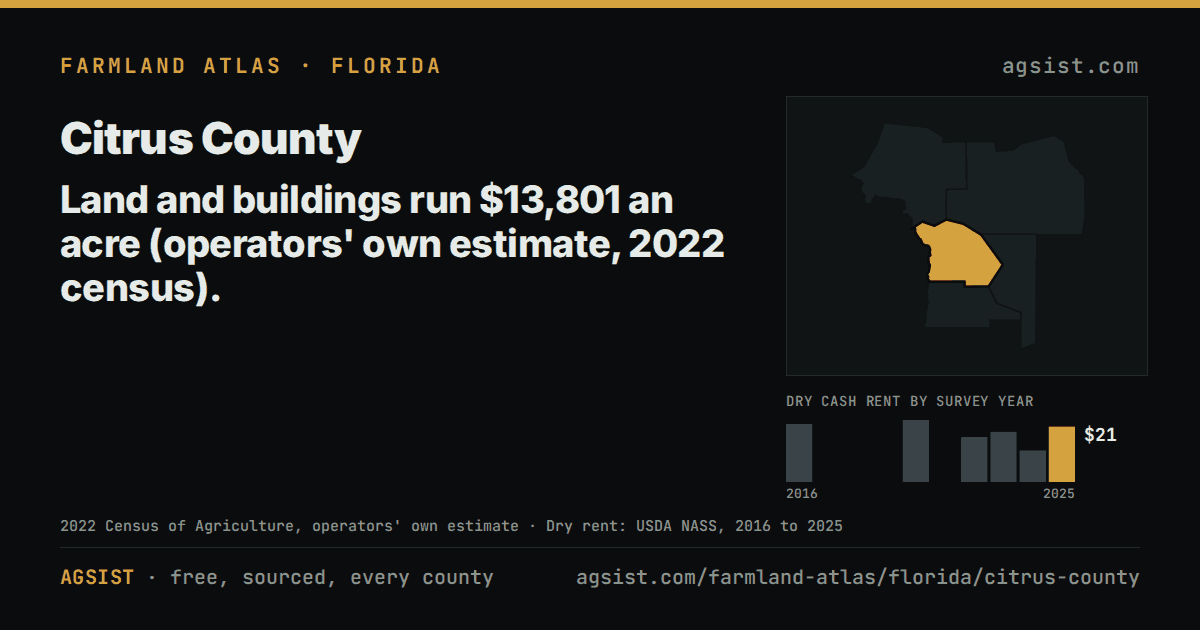 FARMLAND ATLAS · FLORIDA
agsist.com
Citrus County
Land and buildings run $13,801 an
acre (operators' own estimate, 2022
census).
DRY CASH RENT BY SURVEY YEAR
$21
2016
2025
2022 Census of Agriculture, operators' own estimate · Dry rent: USDA NASS, 2016 to 2025
AGSIST · free, sourced, every county
agsist.com/farmland-atlas/florida/citrus-county